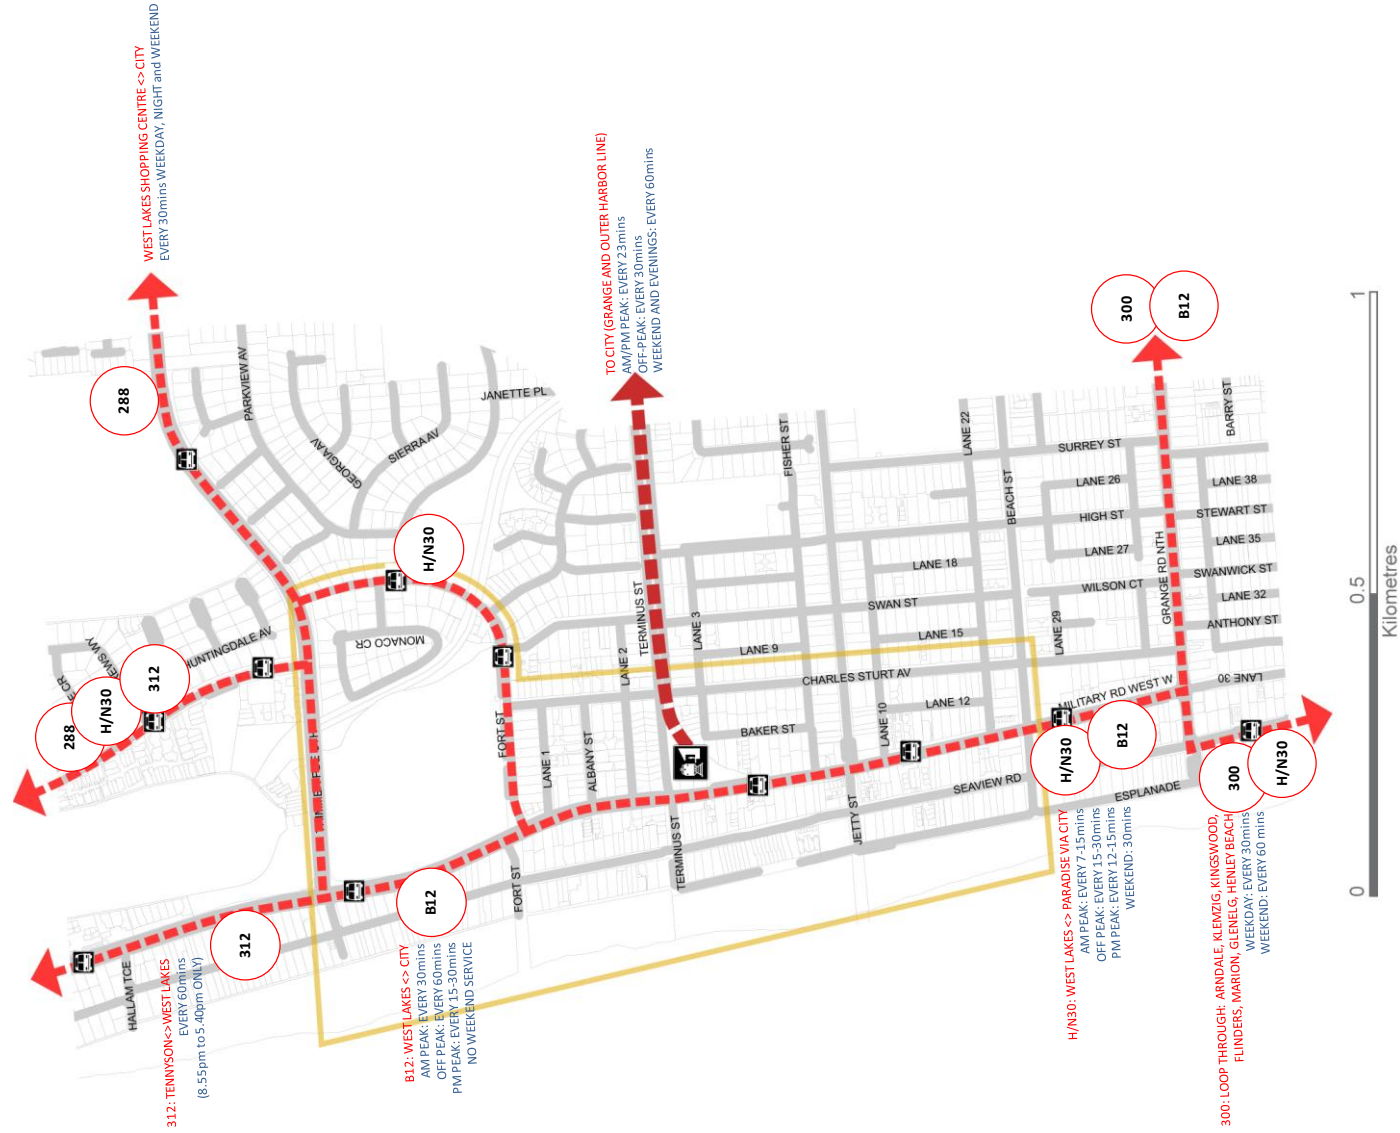 WEST LAKES SHOPPING CENTRE <> CITY
EVERY 30mins WEEKDAY, NIGHT and WEEKEND
288
PARKVIEW AV
GEORGIA AV
SIERRA AV
JANETTE PL
TO CITY (GRANGE AND OUTER HARBOR LINE)
AM/PM PEAK: EVERY 23mins
OFF-PEAK: EVERY 30mins
WEEKEND AND EVENINGS: EVERY 60mins
300
B12
1
0.5
0
Kilometres
FISHER ST
LANE 22
SURREY ST
BARRY ST
LANE 26
LANE 38
BEACH ST
HIGH ST
STEWART ST
LANE 27
LANE 35
H/N30
LANE 18
GRANGE RD NTH
SWANWICK ST
WILSON CT
LANE 32
SWAN ST
TERMINUS ST
LANE 3
LANE 15
LANE 29
ANTHONY ST
HUNTINGDALE AV
MONACO CR
LANE 9
LANE 2
CHARLES STURT AV
LANE 30
MILITARY RD WEST W
312
H/N30
288
LANE 12
LANE 10
BAKER ST
FORT ST
LANE 1
ALBANY ST
SEAVIEW RD
ESPLANADE
H/N30
B12
300
H/N30
JETTY ST
TERMINUS ST
FORT ST
B12
312
HALLAM TCE
312: TENNYSON<>WEST LAKES
EVERY 60mins
(8.55pm to 5.40pm ONLY)
B12: WEST LAKES <> CITY
AM PEAK: EVERY 30mins
OFF PEAK: EVERY 60mins
PM PEAK: EVERY 15-30mins
NO WEEKEND SERVICE
H/N30: WEST LAKES <> PARADISE VIA CITY
AM PEAK: EVERY 7-15mins
OFF PEAK: EVERY 15-30mins
PM PEAK: EVERY 12-15mins
WEEKEND: 30mins
300: LOOP THROUGH: ARNDALE, KLEMZIG, KINGSWOOD,
FLINDERS, MARION, GLENELG, HENLEY BEACH
WEEKDAY: EVERY 30mins
WEEKEND: EVERY 60 mins